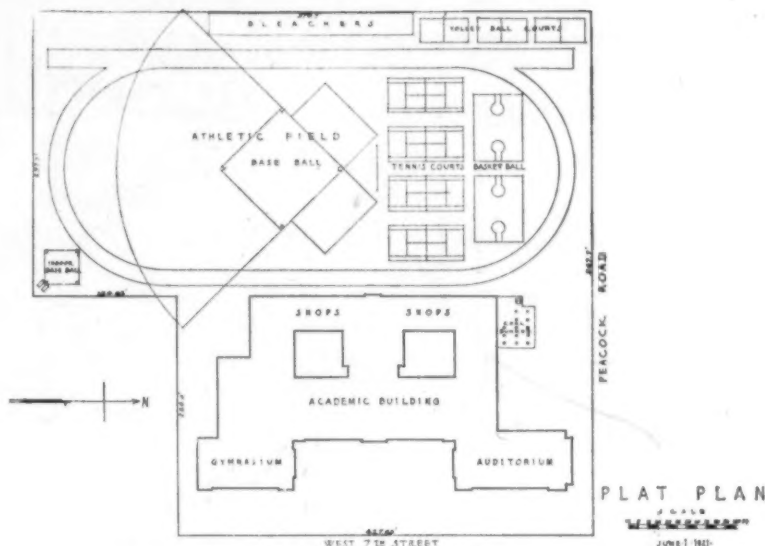 BLEACHERS
VOLLEY BALL COURTS
ATHLETIC FIELD
BASE BALL
TENNIS COURTS
BASKET BALL
BASE BALL
SHOPS
SHOPS
PEACOCK ROAD
N
ACADEMIC BUILDING
GYMNASIUM
AUDITORIUM
PLAT PLAN
SCALE
WEST 7TH STREET